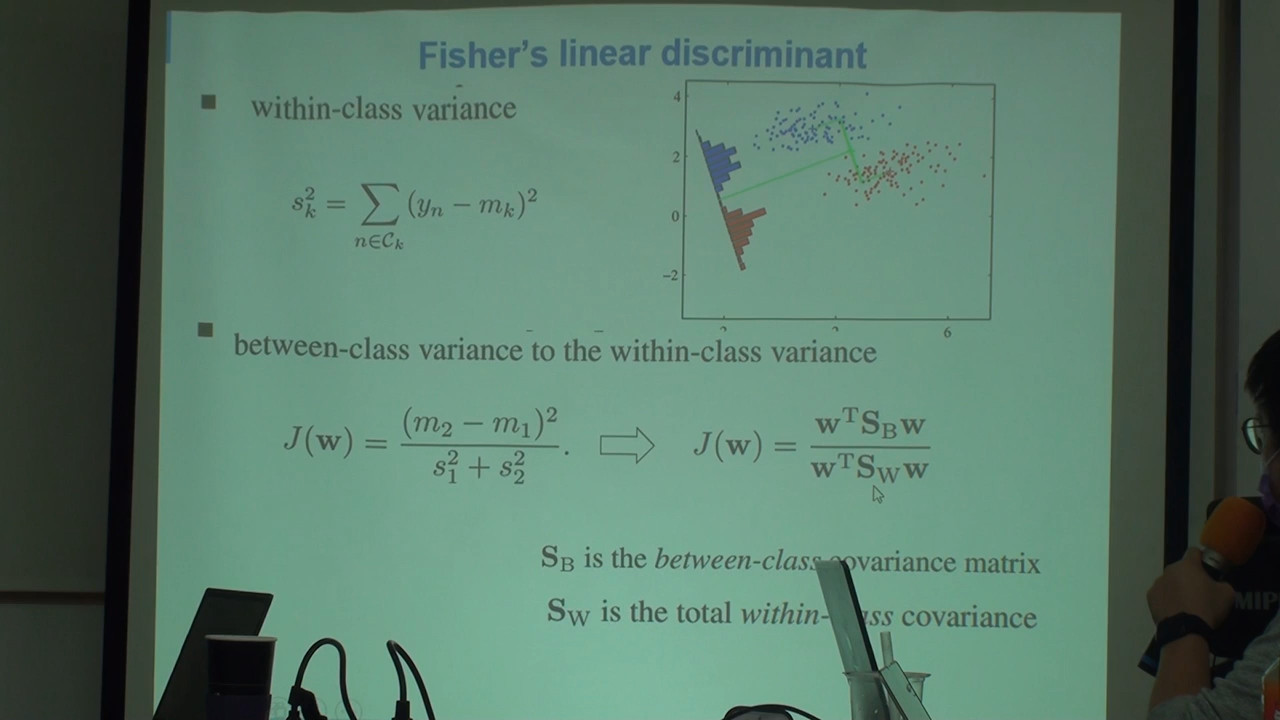 Fisher's linear discriminant
within-class variance
s_k^2 = ∑_{n∈C_k} (y_n − m_k)^2
4
2
0
−2
6
between-class variance to the within-class variance
J(w) = (m_2 − m_1)^2 / (s_1^2 + s_2^2) . ⇨ J(w) = w^T S_B w / w^T S_W w
S_B is the between-class covariance matrix
S_W is the total within- ss covariance
MIP